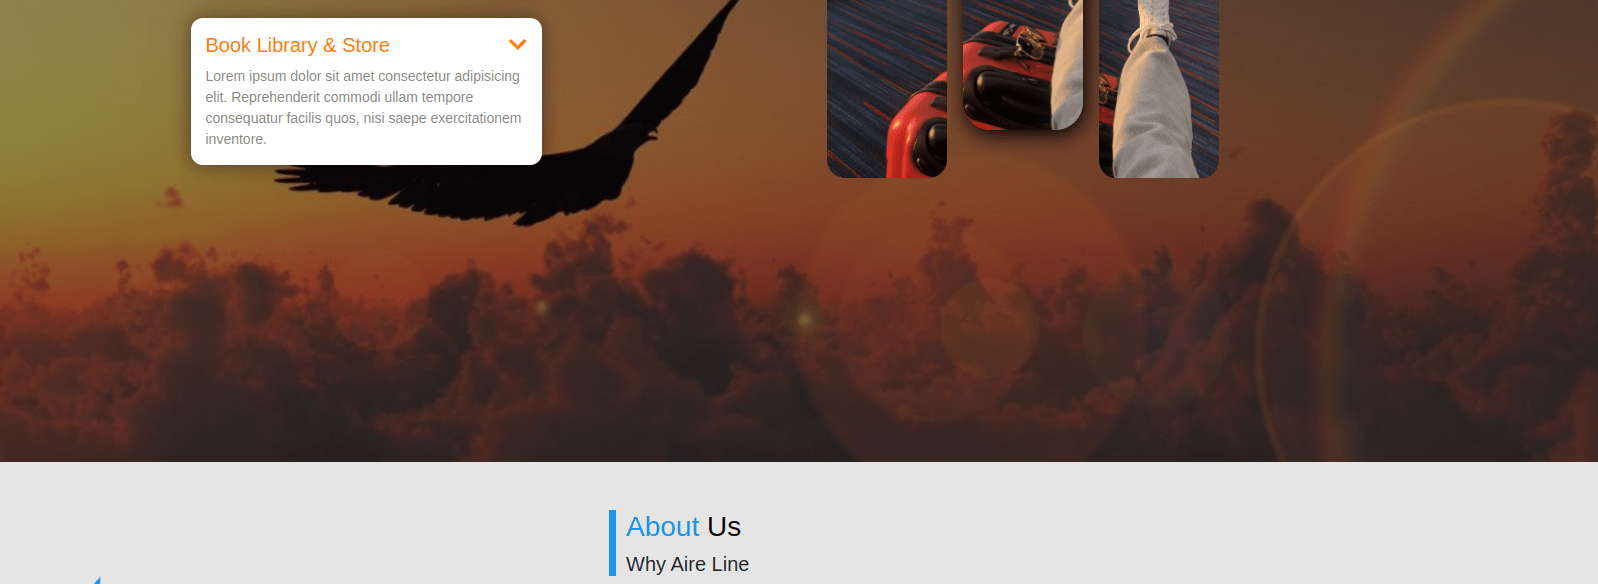 Book Library & Store
Lorem ipsum dolor sit amet consectetur adipisicing
elit. Reprehenderit commodi ullam tempore
consequatur facilis quos, nisi saepe exercitationem
inventore.
About Us
Why Aire Line